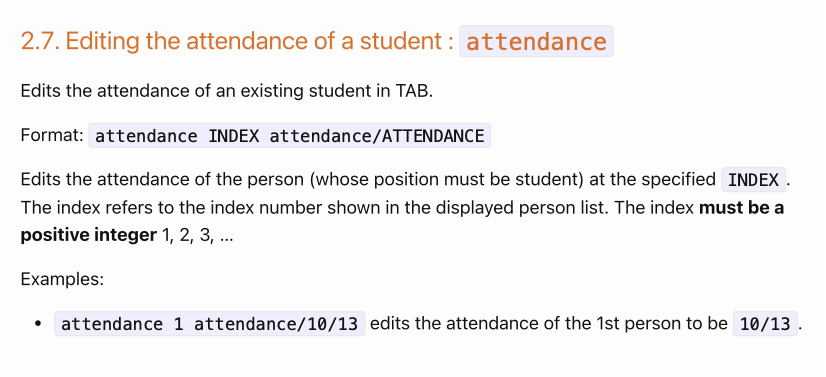 2.7. Editing the attendance of a student : attendance
Edits the attendance of an existing student in TAB.
Format: attendance INDEX attendance/ATTENDANCE
Edits the attendance of the person (whose position must be student) at the specified INDEX .
The index refers to the index number shown in the displayed person list. The index must be a
positive integer 1, 2, 3, …
Examples:
• attendance 1 attendance/10/13 edits the attendance of the 1st person to be 10/13 .